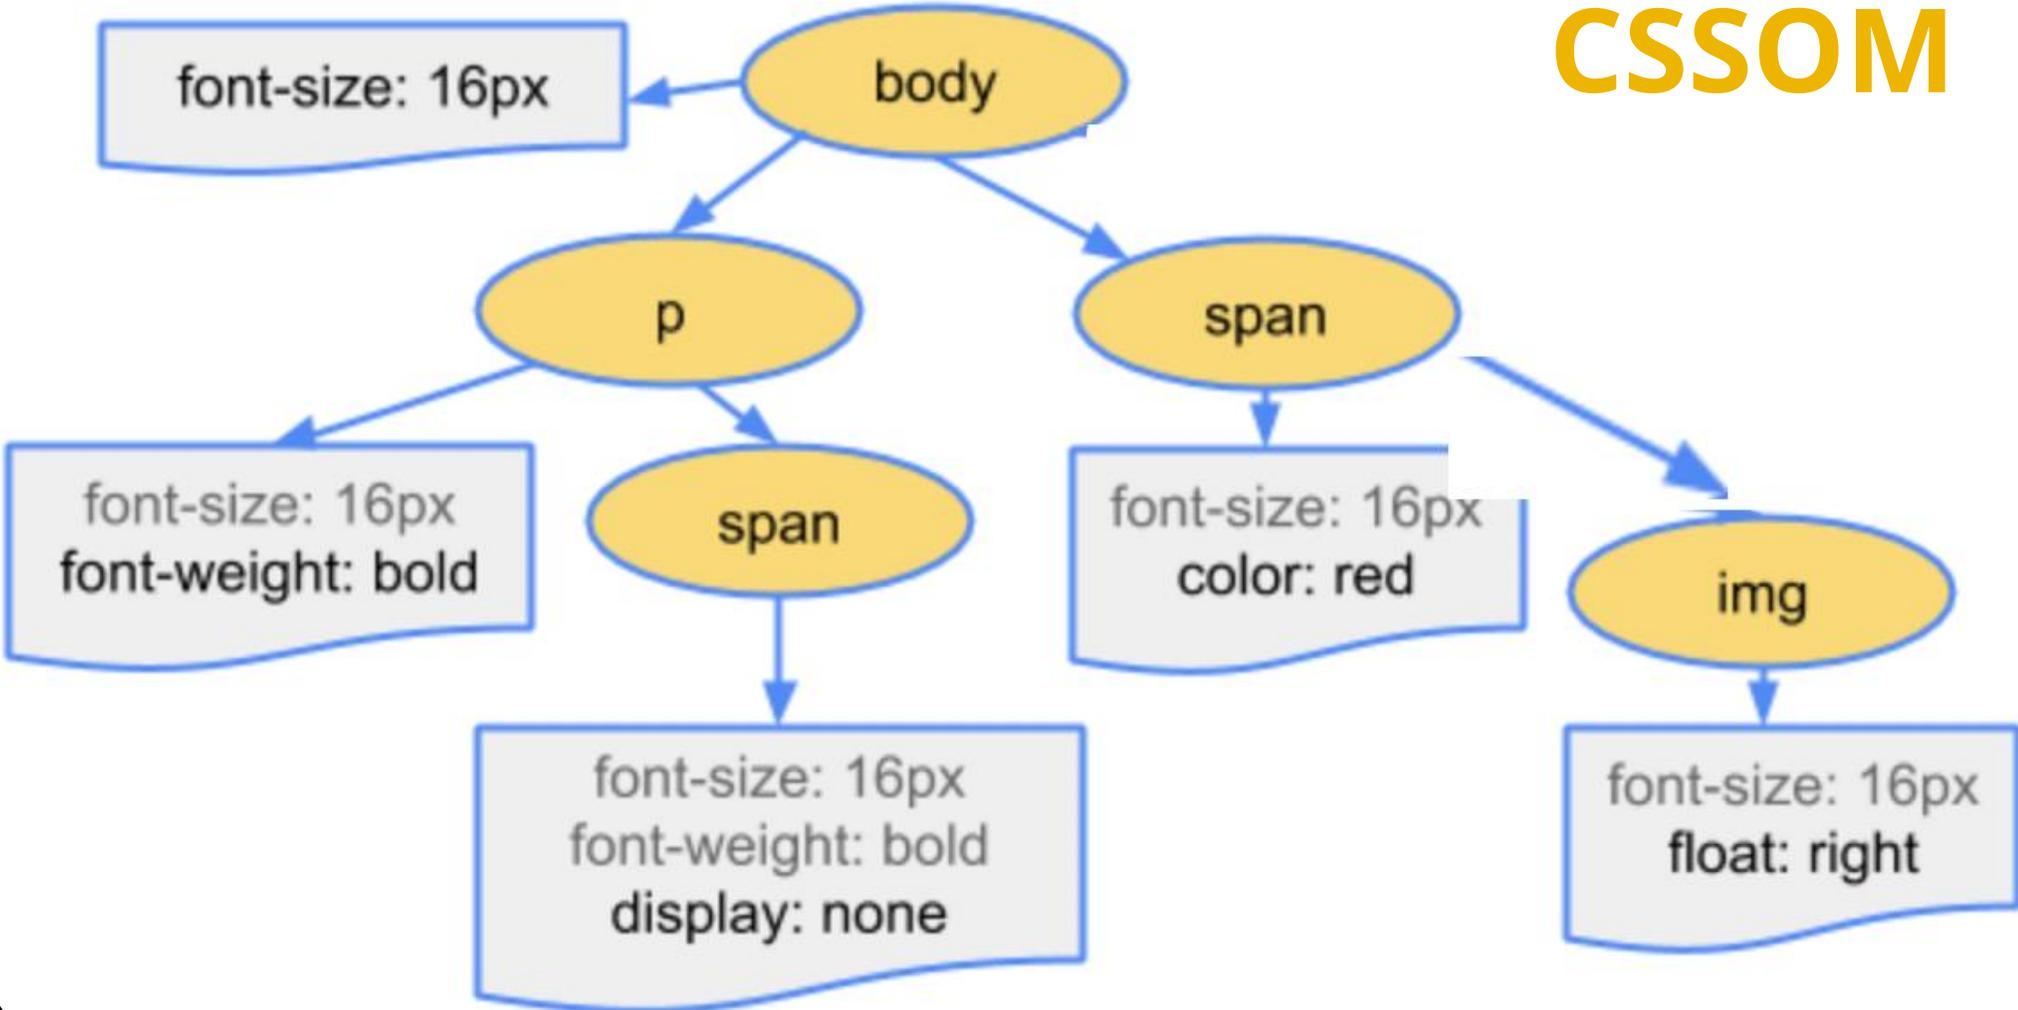 CSSOM
font-size: 16px
body
p
span
font-size: 16px
font-weight: bold
span
font-size: 16px
color: red
img
font-size: 16px
font-weight: bold
display: none
font-size: 16px
float: right